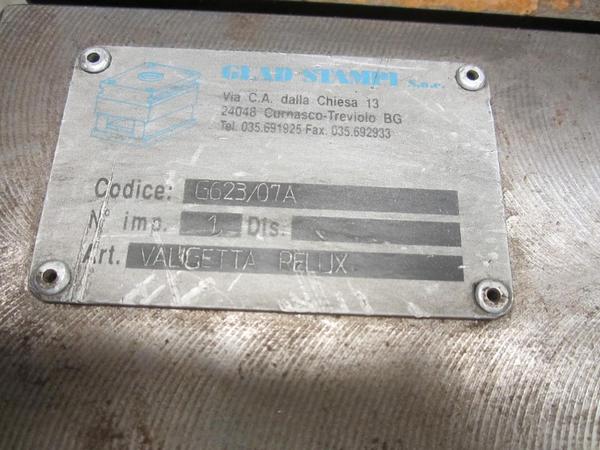 GLAD STAMPI s.n.c.
Via C.A. dalla Chiesa 13
24048 Curnasco-Treviolo BG
Tel. 035.691925 Fax. 035.692933
Codice: G623/07A
N° imp. 1 Dis.
Art. VALIGETTA RELUX